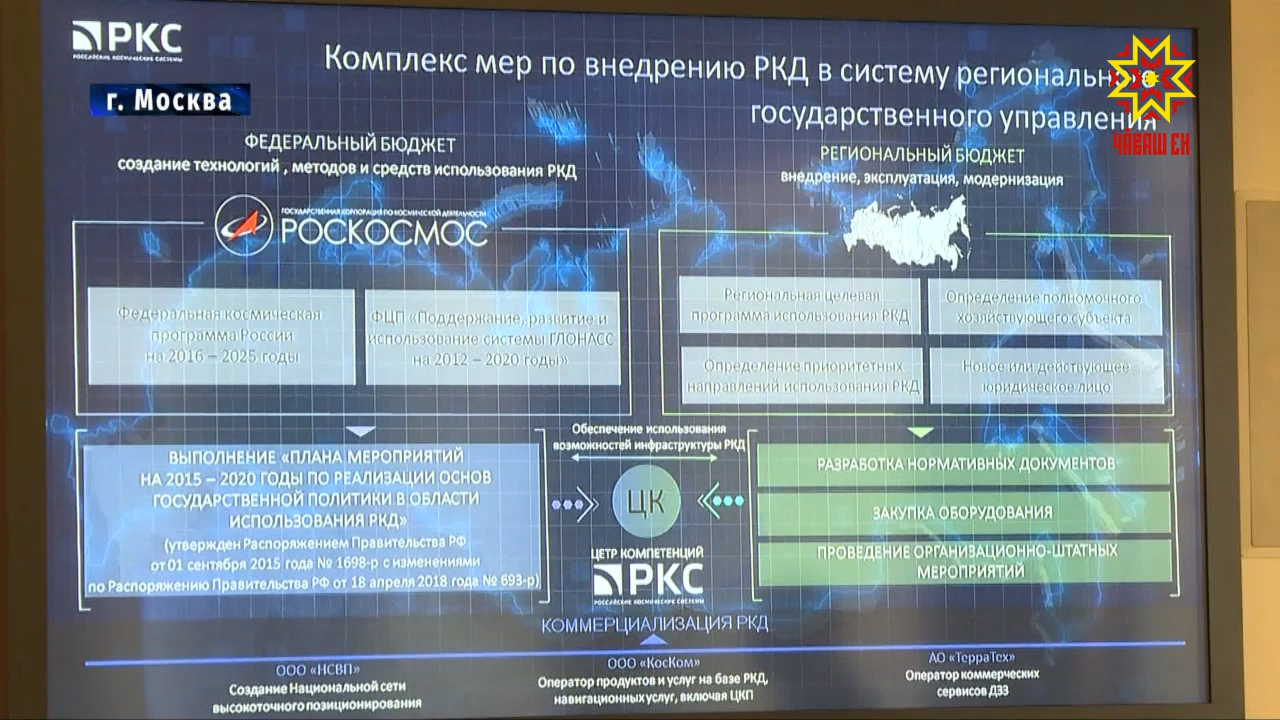 РКС
РОССИЙСКИЕ КОСМИЧЕСКИЕ СИСТЕМЫ
г. Москва
Комплекс мер по внедрению РКД в систему регионально
государственного управления
ЧӐВАШ ЕН
ФЕДЕРАЛЬНЫЙ БЮДЖЕТ
создание технологий , методов и средств использования РКД
РЕГИОНАЛЬНЫЙ БЮДЖЕТ
внедрение, эксплуатация, модернизация
ГОСУДАРСТВЕННАЯ КОРПОРАЦИЯ ПО КОСМИЧЕСКОЙ ДЕЯТЕЛЬНОСТИ
РОСКОСМОС
Федеральная космическая
программа России
на 2016 – 2025 годы
ФЦП «Поддержание, развитие и
использование системы ГЛОНАСС
на 2012 – 2020 годы»
Региональная целевая
программа использования РКД
Определение полномочного
хозяйствующего субъекта
Определение приоритетных
направлений использования РКД
Новое или действующее
юридическое лицо
ВЫПОЛНЕНИЕ «ПЛАНА МЕРОПРИЯТИЙ
НА 2015 – 2020 ГОДЫ ПО РЕАЛИЗАЦИИ ОСНОВ
ГОСУДАРСТВЕННОЙ ПОЛИТИКИ В ОБЛАСТИ
ИСПОЛЬЗОВАНИЯ РКД»
(утвержден Распоряжением Правительства РФ
от 01 сентября 2015 года № 1698-р с изменениями
по Распоряжению Правительства РФ от 18 апреля 2018 года № 693-р)
Обеспечение использования
возможностей инфраструктуры РКД
ЦК
ЦЕТР КОМПЕТЕНЦИЙ
РКС
РОССИЙСКИЕ КОСМИЧЕСКИЕ СИСТЕМЫ
РАЗРАБОТКА НОРМАТИВНЫХ ДОКУМЕНТОВ
ЗАКУПКА ОБОРУДОВАНИЯ
ПРОВЕДЕНИЕ ОРГАНИЗАЦИОННО-ШТАТНЫХ
МЕРОПРИЯТИЙ
КОММЕРЦИАЛИЗАЦИЯ РКД
ООО «НСВП»
Создание Национальной сети
высокоточного позиционирования
ООО «КосКом»
Оператор продуктов и услуг на базе РКД,
навигационных услуг, включая ЦКП
АО «ТерраТех»
Оператор коммерческих
сервисов ДЗЗ